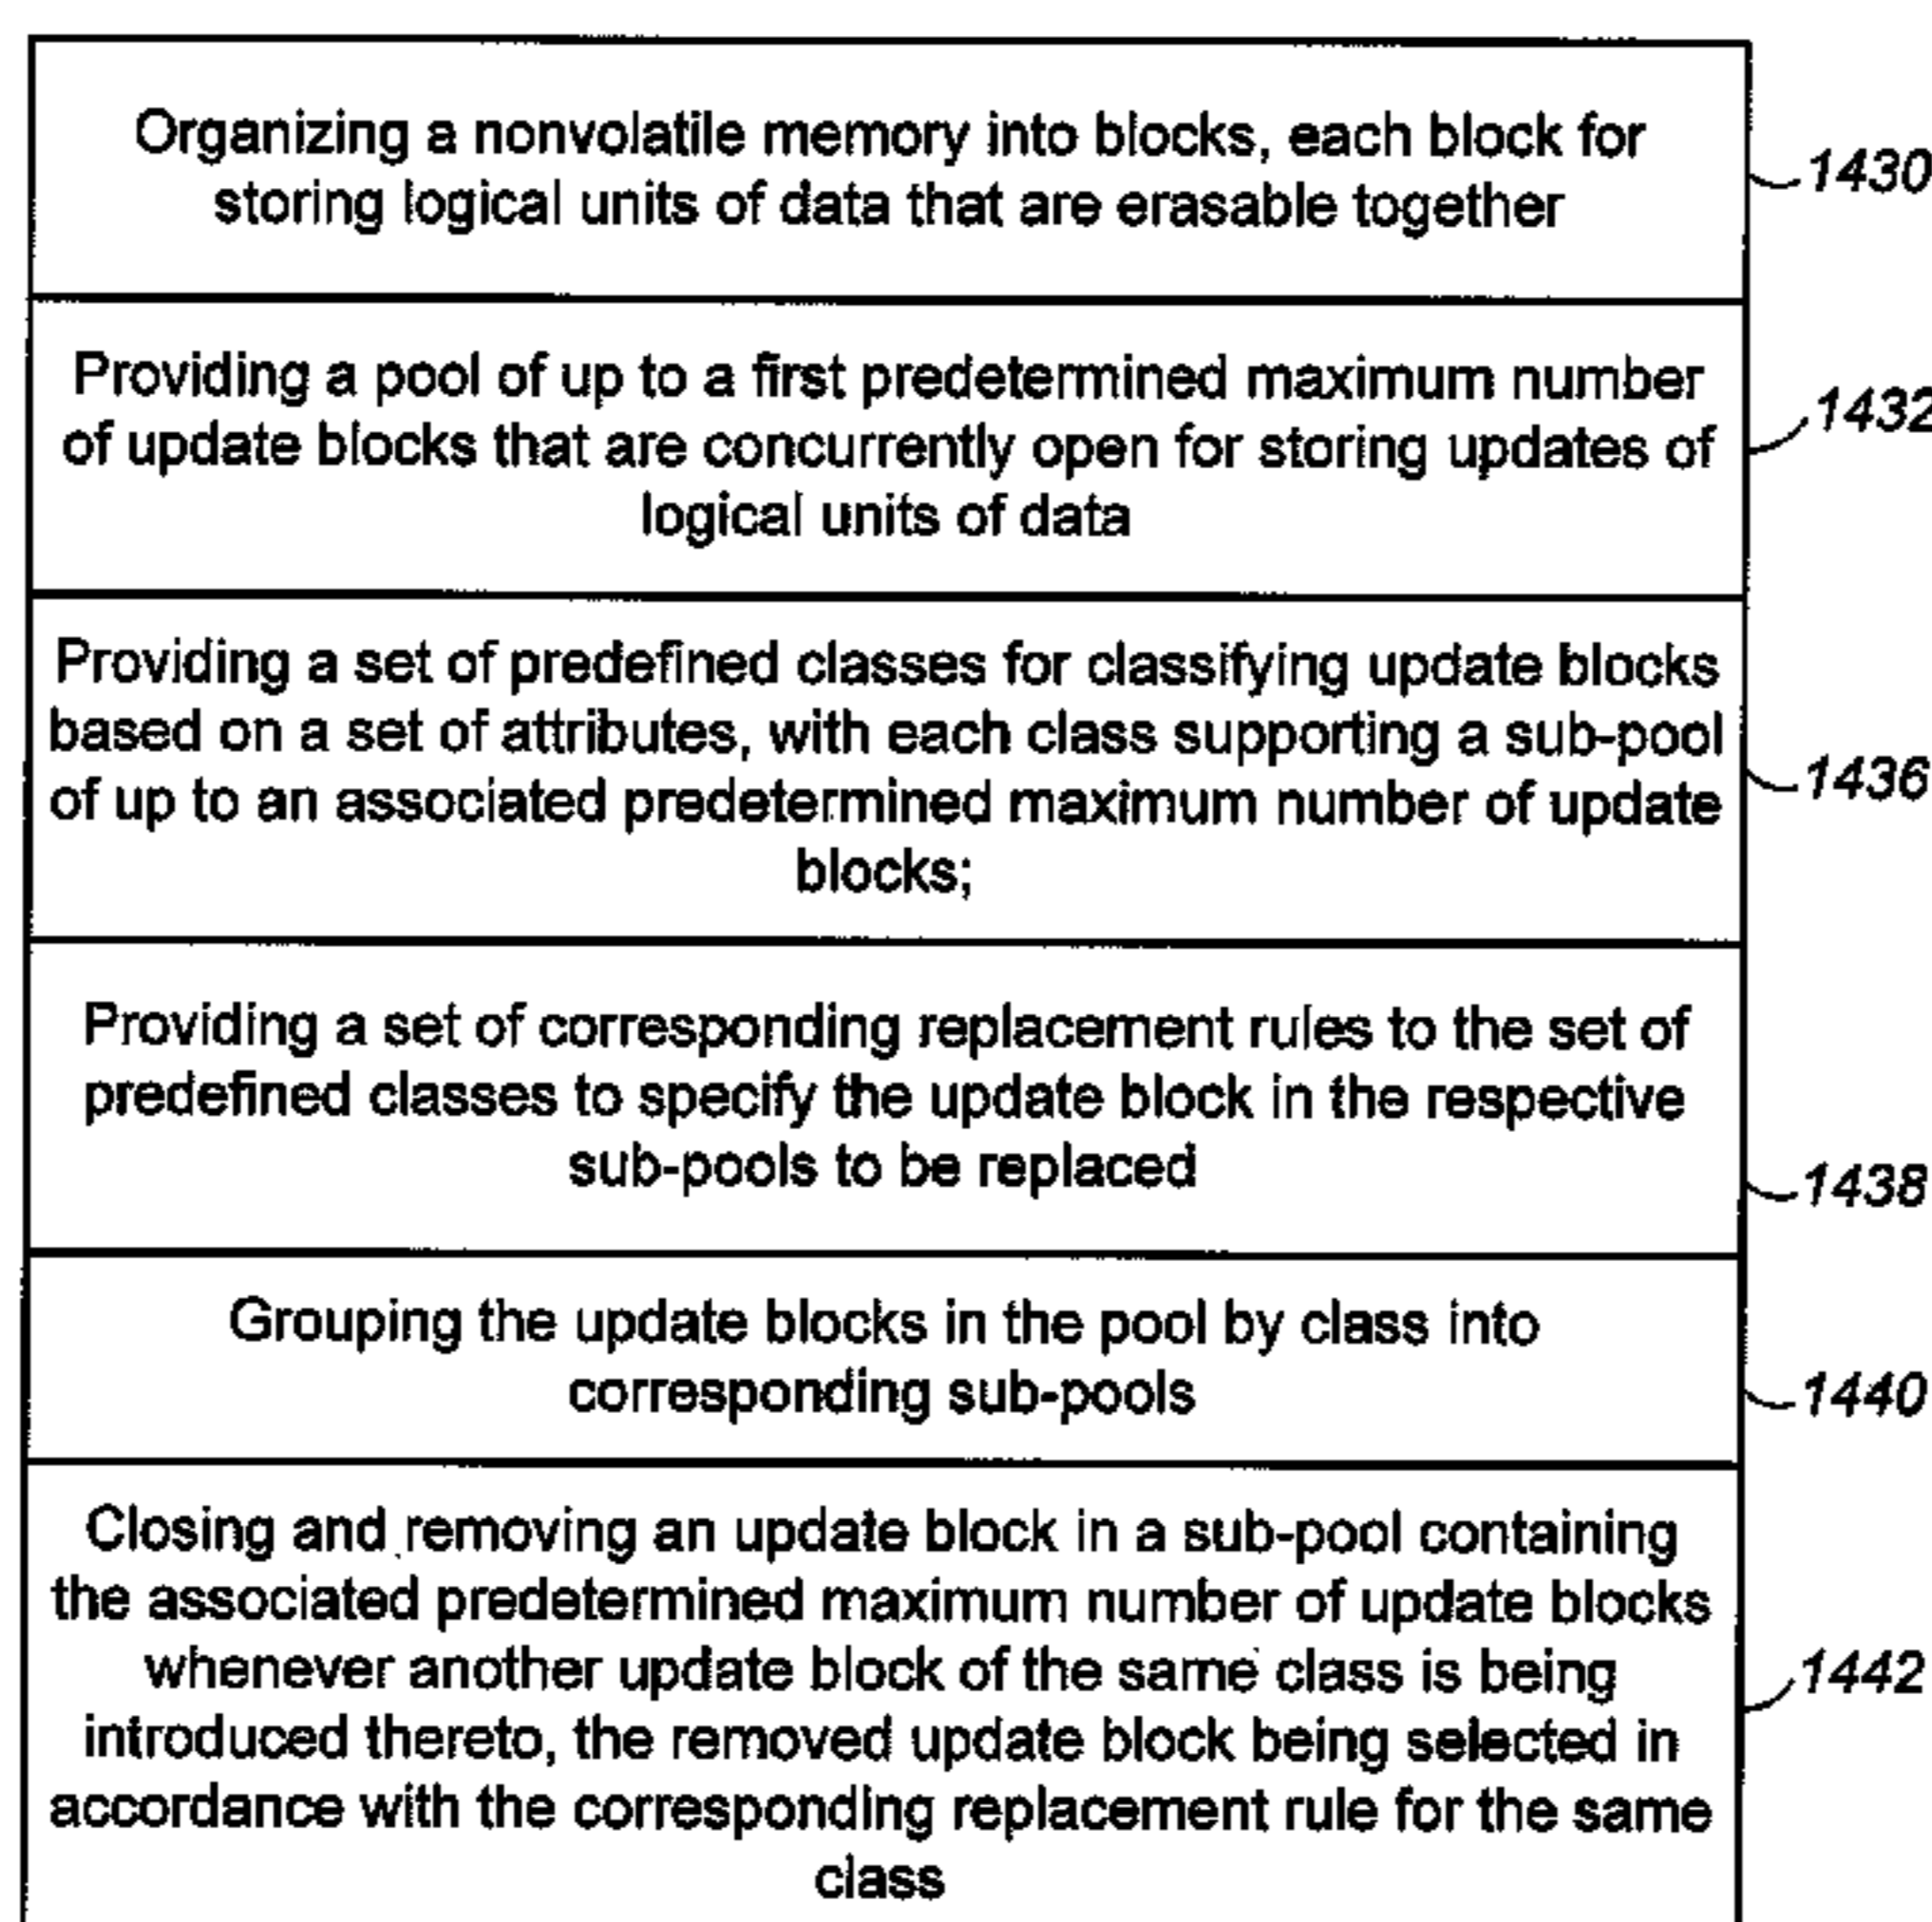 Organizing a nonvolatile memory into blocks, each block for
storing logical units of data that are erasable together
1430
Providing a pool of up to a first predetermined maximum number
of update blocks that are concurrently open for storing updates of
logical units of data
1432
Providing a set of predefined classes for classifying update blocks
based on a set of attributes, with each class supporting a sub-pool
of up to an associated predetermined maximum number of update
blocks;
1436
Providing a set of corresponding replacement rules to the set of
predefined classes to specify the update block in the respective
sub-pools to be replaced
1438
Grouping the update blocks in the pool by class into
corresponding sub-pools
1440
Closing and removing an update block in a sub-pool containing
the associated predetermined maximum number of update blocks
whenever another update block of the same class is being
introduced thereto, the removed update block being selected in
accordance with the corresponding replacement rule for the same
class
1442